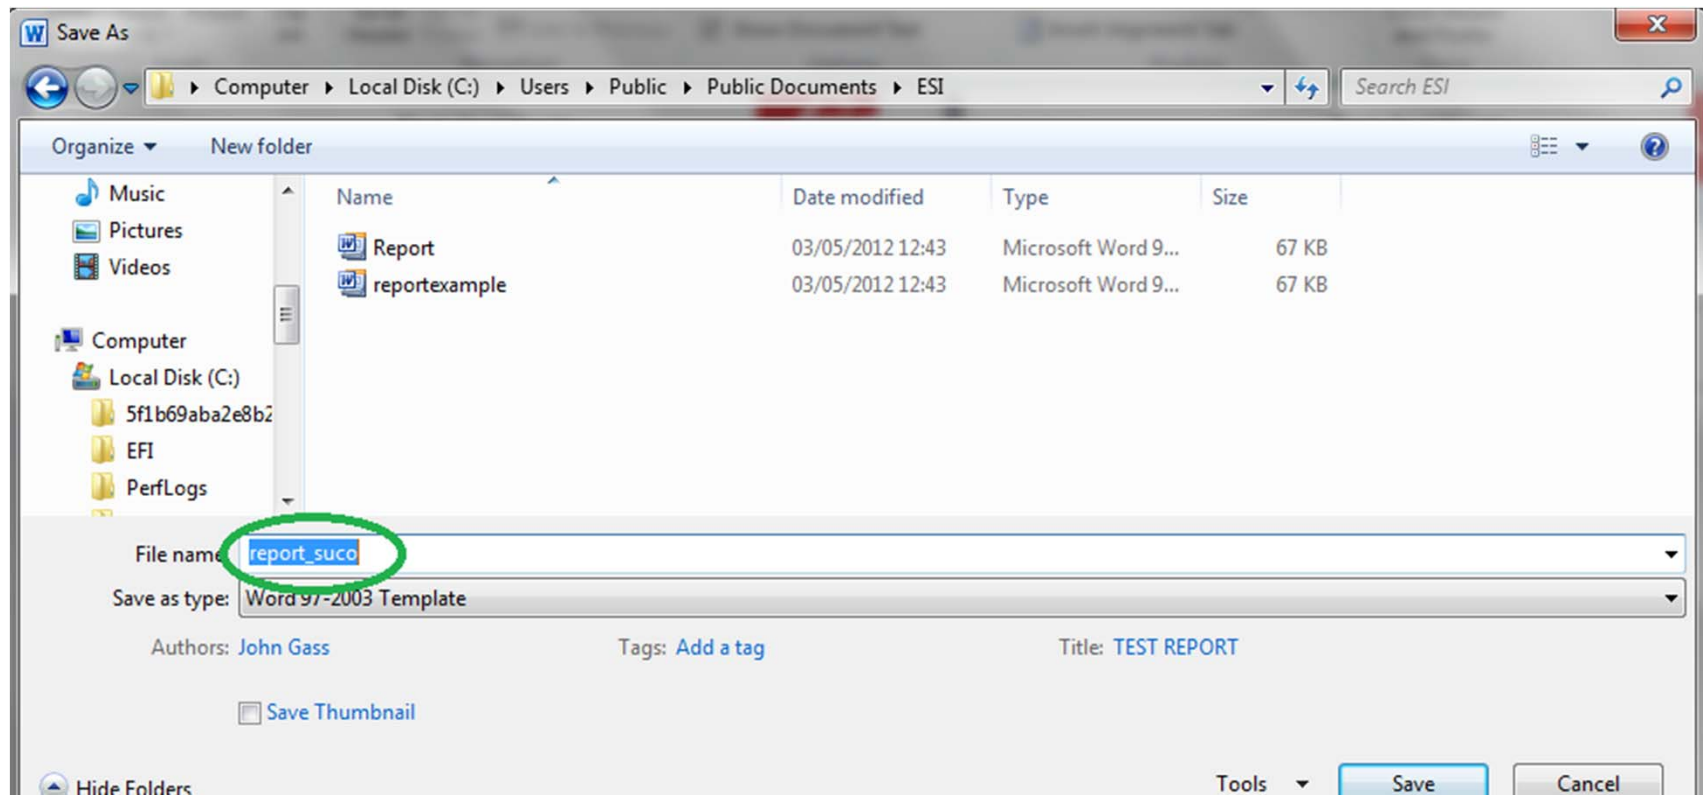 Save As
Computer Local Disk (C:) Users Public Public Documents ESI Search ESI
Organize New folder
Music
Pictures
Videos
Computer
Local Disk (C:)
5f1b69aba2e8b2
EFI
PerfLogs
Name Date modified Type Size
Report 03/05/2012 12:43 Microsoft Word 9... 67 KB
reportexample 03/05/2012 12:43 Microsoft Word 9... 67 KB
File name report_suco
Save as type: Word 97-2003 Template
Authors: John Gass Tags: Add a tag Title: TEST REPORT
Save Thumbnail
Hide Folders Tools Save Cancel